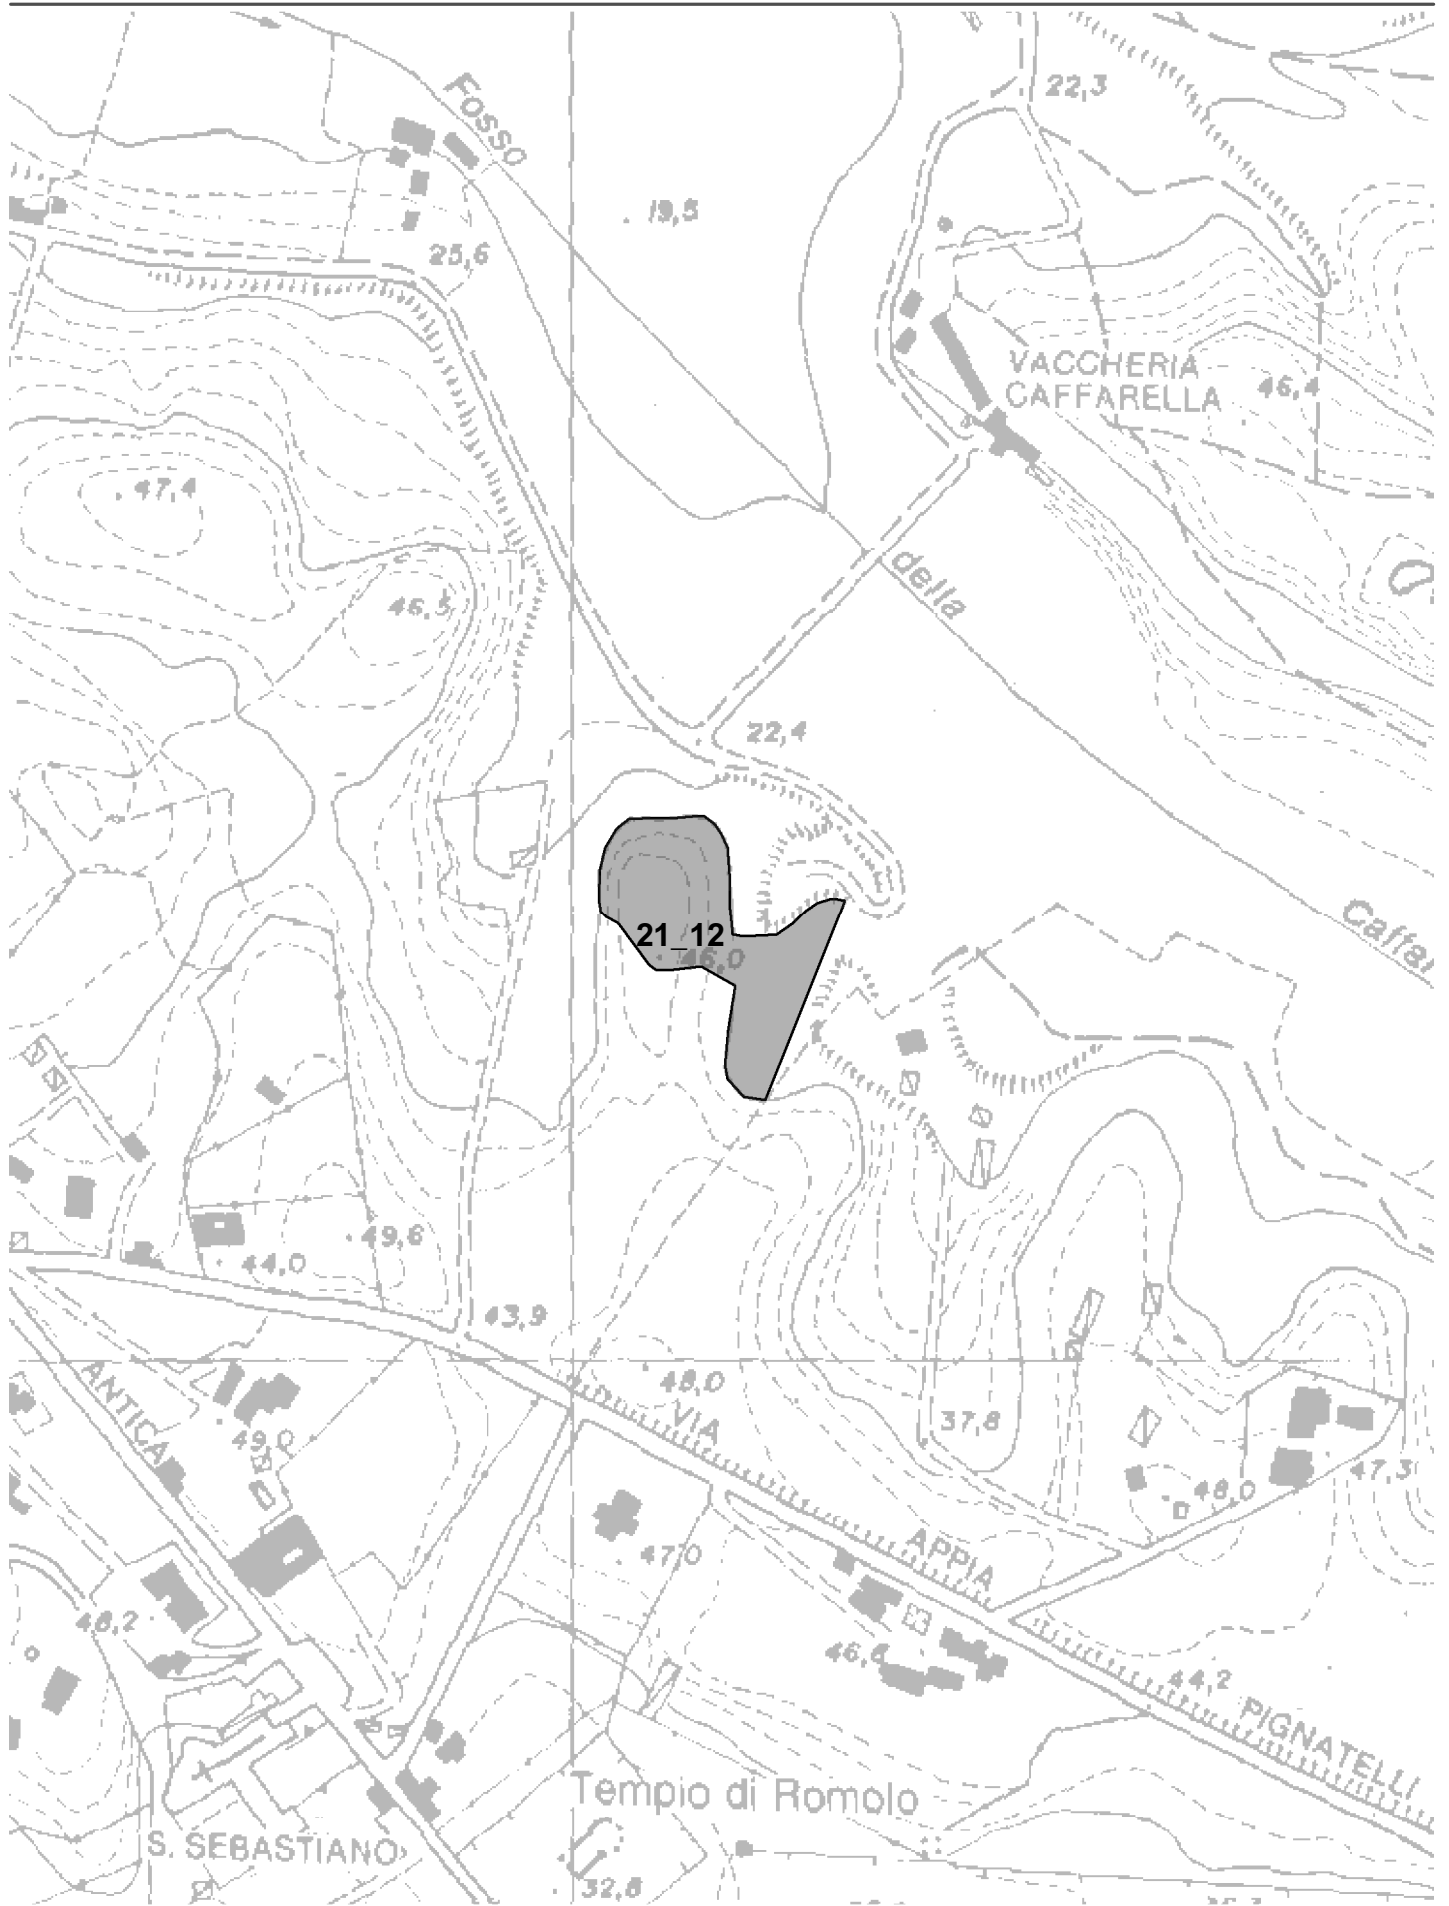 22,3
Fosso
19,5
25,6
VACCHERIA
CAFFARELLA
46,4
47,4
46,5
della
22,4
Caffar
21_12
46,0
49,6
44,0
43,9
ANTICA
48,0
VIA
37,8
49,0
47,3
48,0
47,0
APPIA
48,2
46,6
44,2
PIGNATELLI
Tempio di Romolo
S. SEBASTIANO
32,8